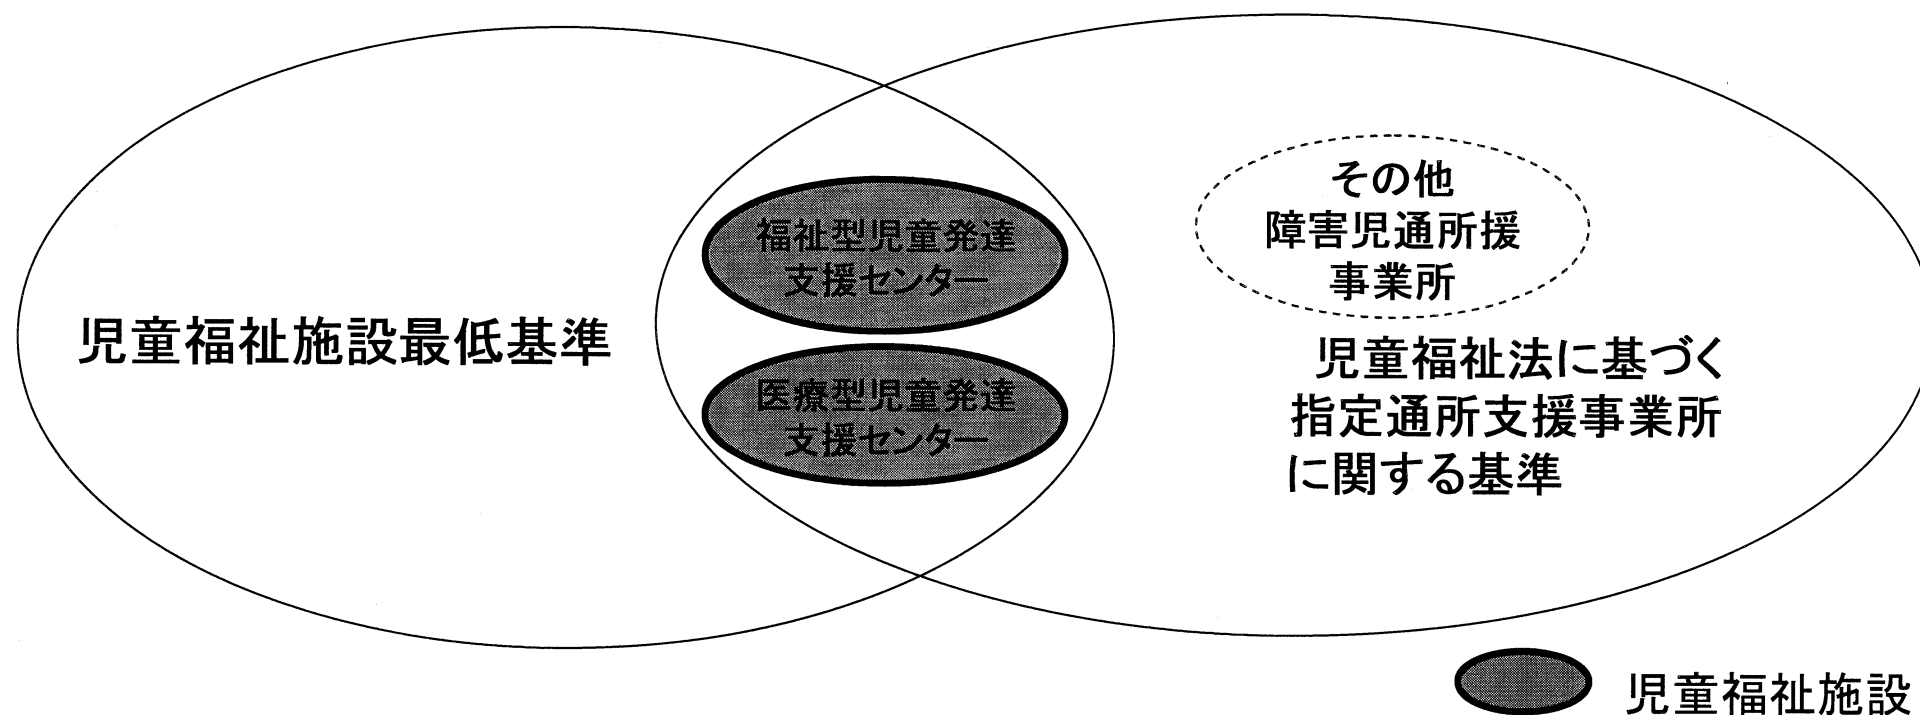 児童福祉施設最低基準
福祉型児童発達
支援センター
医療型児童発達
支援センター
その他
障害児通所援
事業所
児童福祉法に基づく
指定通所支援事業所
に関する基準
児童福祉施設